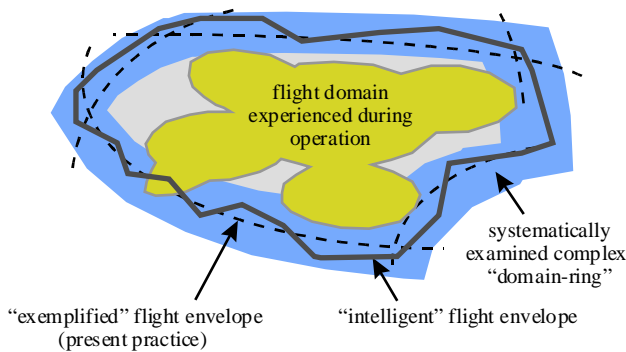 flight domain
experienced during
operation
systematically
examined complex
“domain-ring”
“exemplified” flight envelope
(present practice)
“intelligent” flight envelope